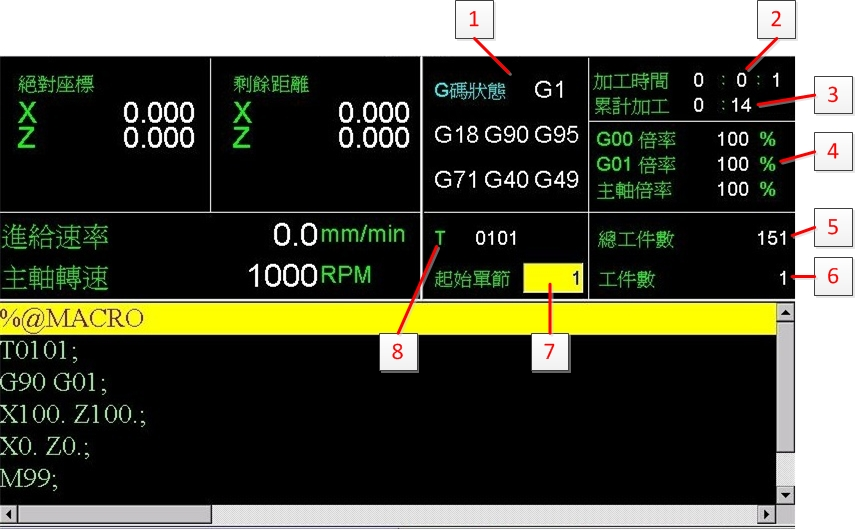 1
2
3
4
5
6
7
8
絕對座標
X 0.000
Z 0.000
剩餘距離
X 0.000
Z 0.000
G碼狀態 G1
G18 G90 G95
G71 G40 G49
加工時間 0 : 0 : 1
累計加工 0 : 14
G00 倍率 100 %
G01 倍率 100 %
主軸倍率 100 %
進給速率 0.0 mm/min
主軸轉速 1000 RPM
T 0101
起始單節 1
總工件數 151
工件數 1
%@MACRO
T0101;
G90 G01;
X100. Z100.;
X0. Z0.;
M99;